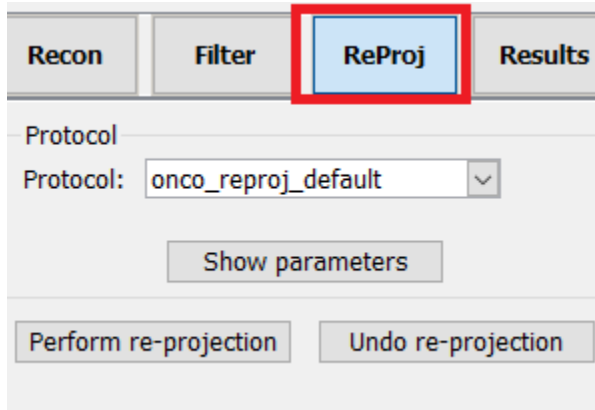 Recon Filter ReProj Results
Protocol
Protocol: onco_reproj_default
Show parameters
Perform re-projection Undo re-projection